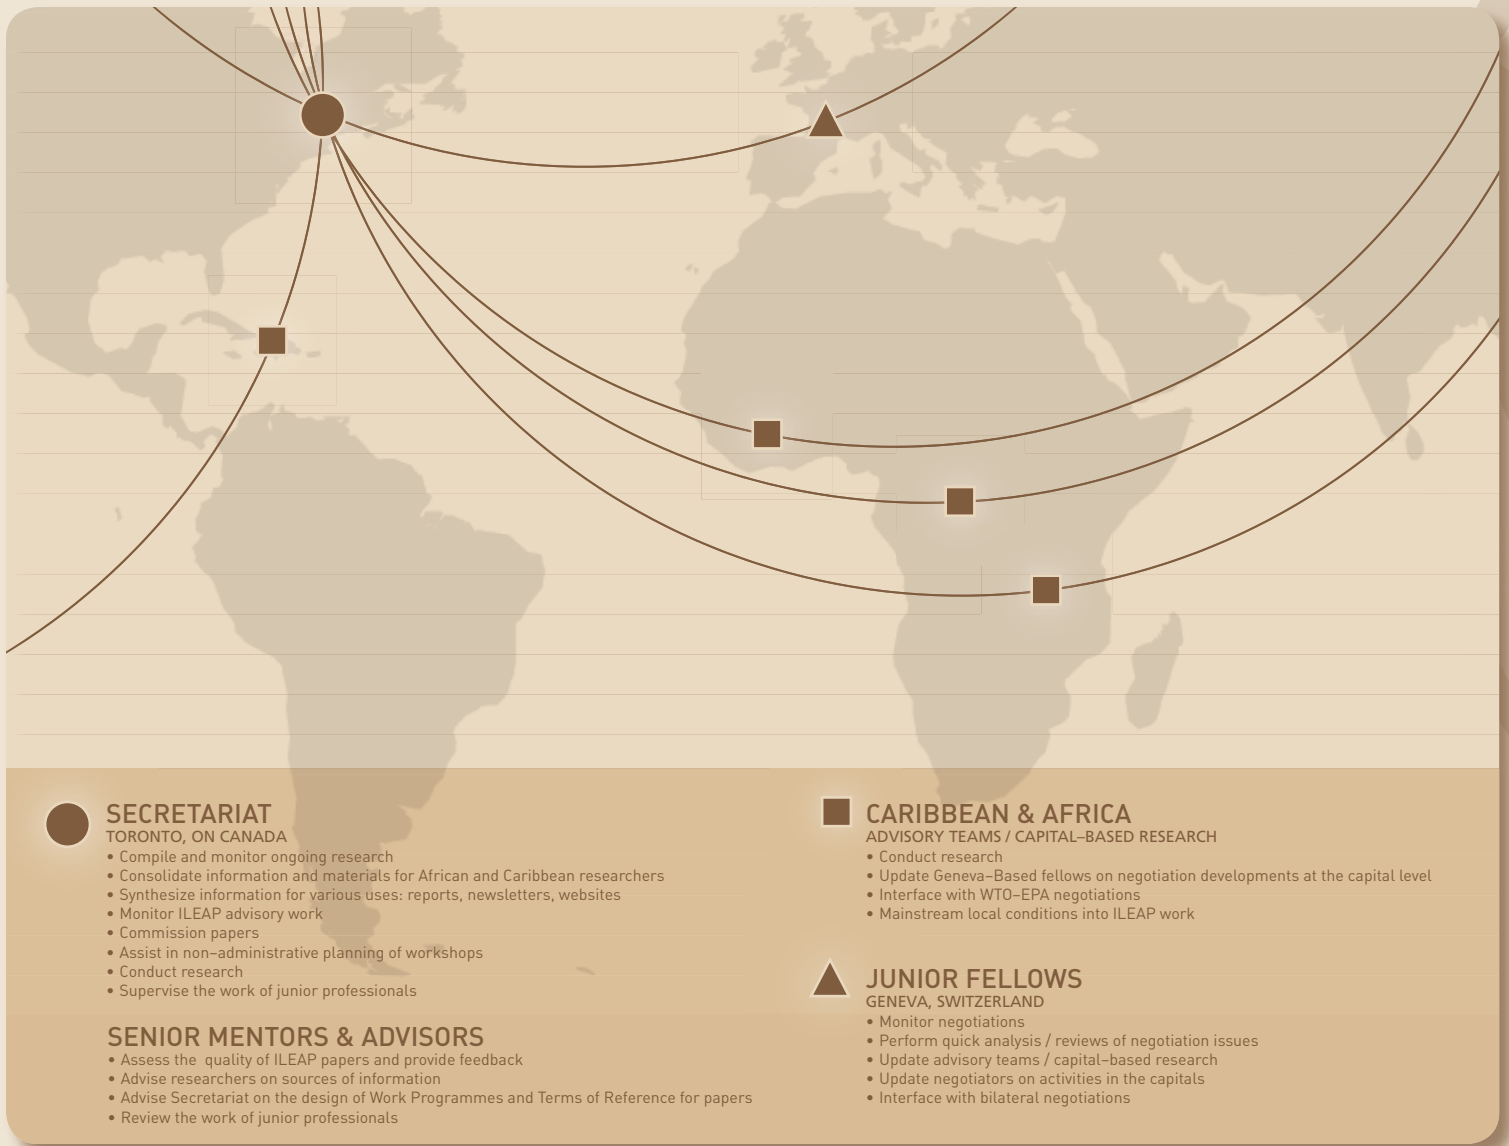 SECRETARIAT
TORONTO, ON CANADA
• Compile and monitor ongoing research
• Consolidate information and materials for African and Caribbean researchers
• Synthesize information for various uses: reports, newsletters, websites
• Monitor ILEAP advisory work
• Commission papers
• Assist in non–administrative planning of workshops
• Conduct research
• Supervise the work of junior professionals
SENIOR MENTORS & ADVISORS
• Assess the  quality of ILEAP papers and provide feedback
• Advise researchers on sources of information
• Advise Secretariat on the design of Work Programmes and Terms of Reference for papers
• Review the work of junior professionals
CARIBBEAN & AFRICA
ADVISORY TEAMS / CAPITAL–BASED RESEARCH
• Conduct research
• Update Geneva–Based fellows on negotiation developments at the capital level
• Interface with WTO–EPA negotiations
• Mainstream local conditions into ILEAP work
JUNIOR FELLOWS
GENEVA, SWITZERLAND
• Monitor negotiations
• Perform quick analysis / reviews of negotiation issues
• Update advisory teams / capital–based research
• Update negotiators on activities in the capitals
• Interface with bilateral negotiations